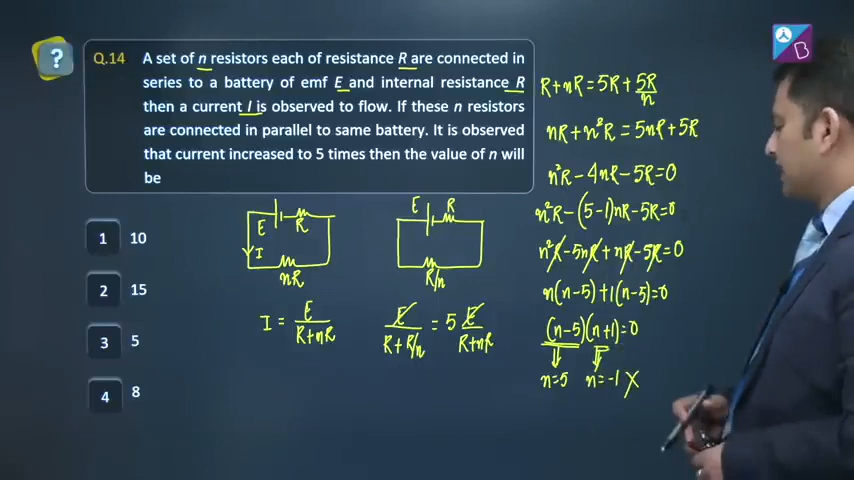 ?
Q.14
A set of n resistors each of resistance R are connected in
series to a battery of emf E and internal resistance R
then a current I is observed to flow. If these n resistors
are connected in parallel to same battery. It is observed
that current increased to 5 times then the value of n will
be
1 10
2 15
3 5
4 8
E
R
I
nR
I = E/(R+nR)
E R
R/n
E/(R+R/n) = 5 E/(R+nR)
R+nR = 5R + 5R/n
nR+n²R = 5nR+5R
n²R - 4nR - 5R = 0
n²R - (5-1)nR - 5R = 0
n²R - 5nR + nR - 5R = 0
n(n-5) + 1(n-5) = 0
(n-5)(n+1) = 0
n=5 n=-1 X
B